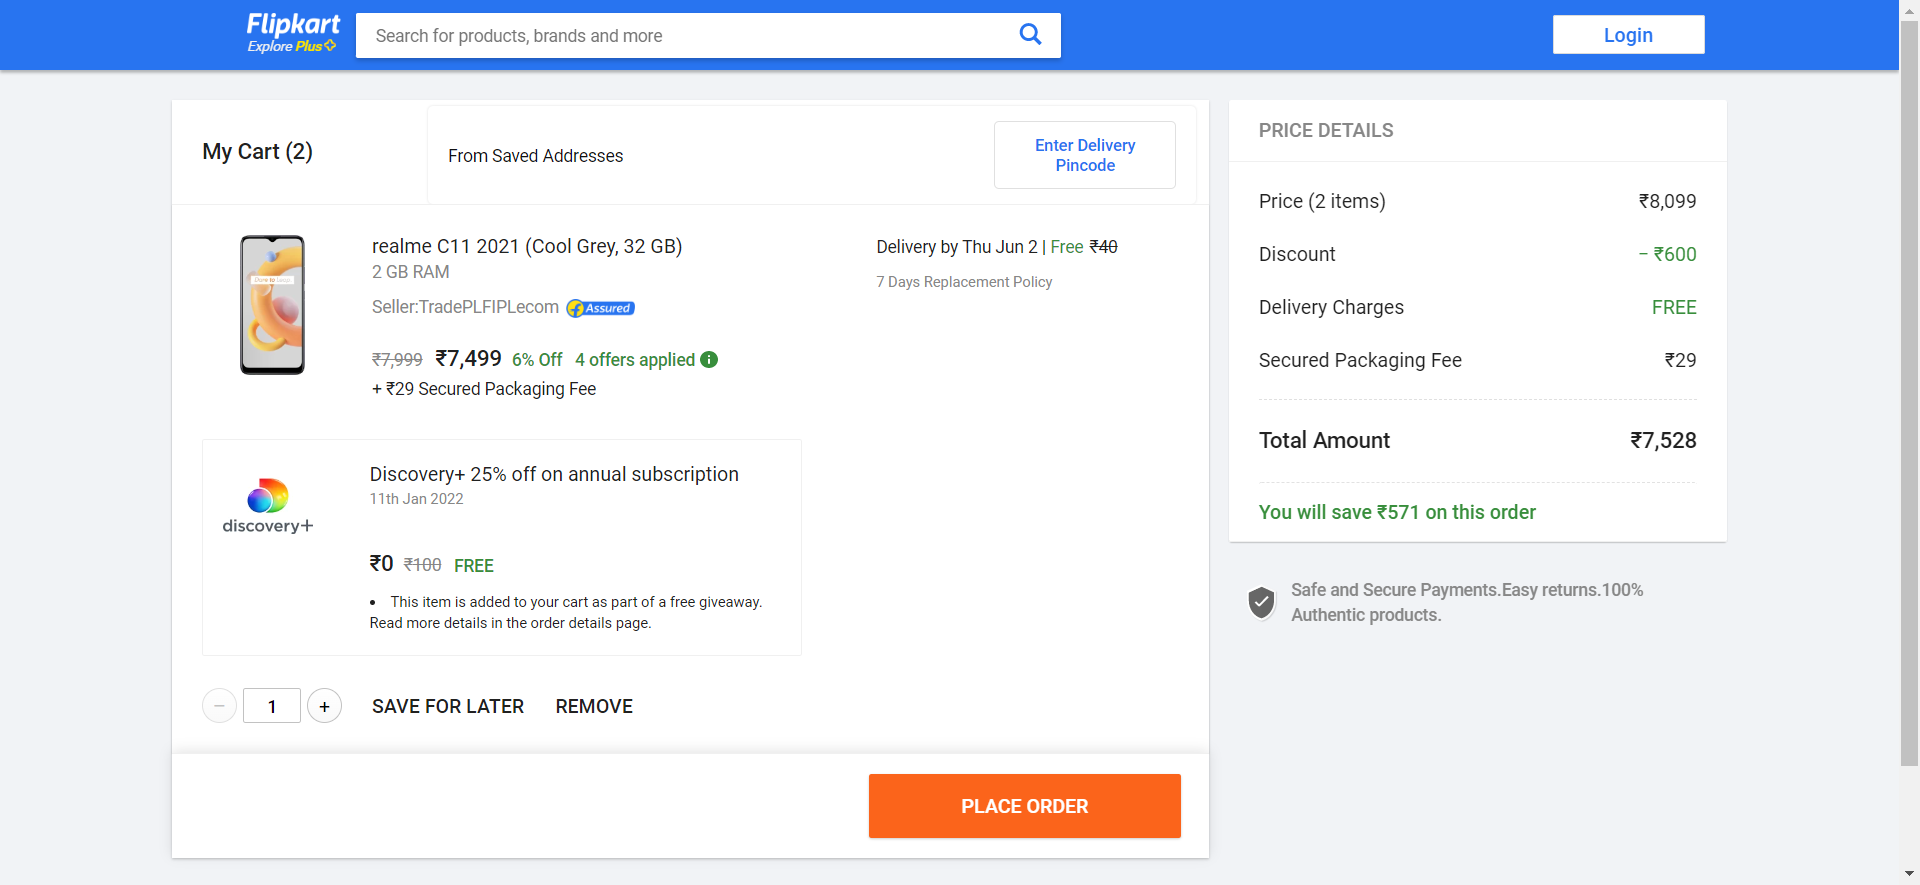 Flipkart
Explore Plus
Search for products, brands and more
Login
My Cart (2)
From Saved Addresses
Enter Delivery
Pincode
realme C11 2021 (Cool Grey, 32 GB)
2 GB RAM
Seller:TradePLFIPLecom
Assured
₹7,999 ₹7,499 6% Off 4 offers applied
+ ₹29 Secured Packaging Fee
Delivery by Thu Jun 2 | Free ₹40
7 Days Replacement Policy
discovery+
Discovery+ 25% off on annual subscription
11th Jan 2022
₹0 ₹100 FREE
• This item is added to your cart as part of a free giveaway.
Read more details in the order details page.
− 1 +
SAVE FOR LATER REMOVE
PLACE ORDER
PRICE DETAILS
Price (2 items) ₹8,099
Discount − ₹600
Delivery Charges FREE
Secured Packaging Fee ₹29
Total Amount ₹7,528
You will save ₹571 on this order
Safe and Secure Payments.Easy returns.100%
Authentic products.